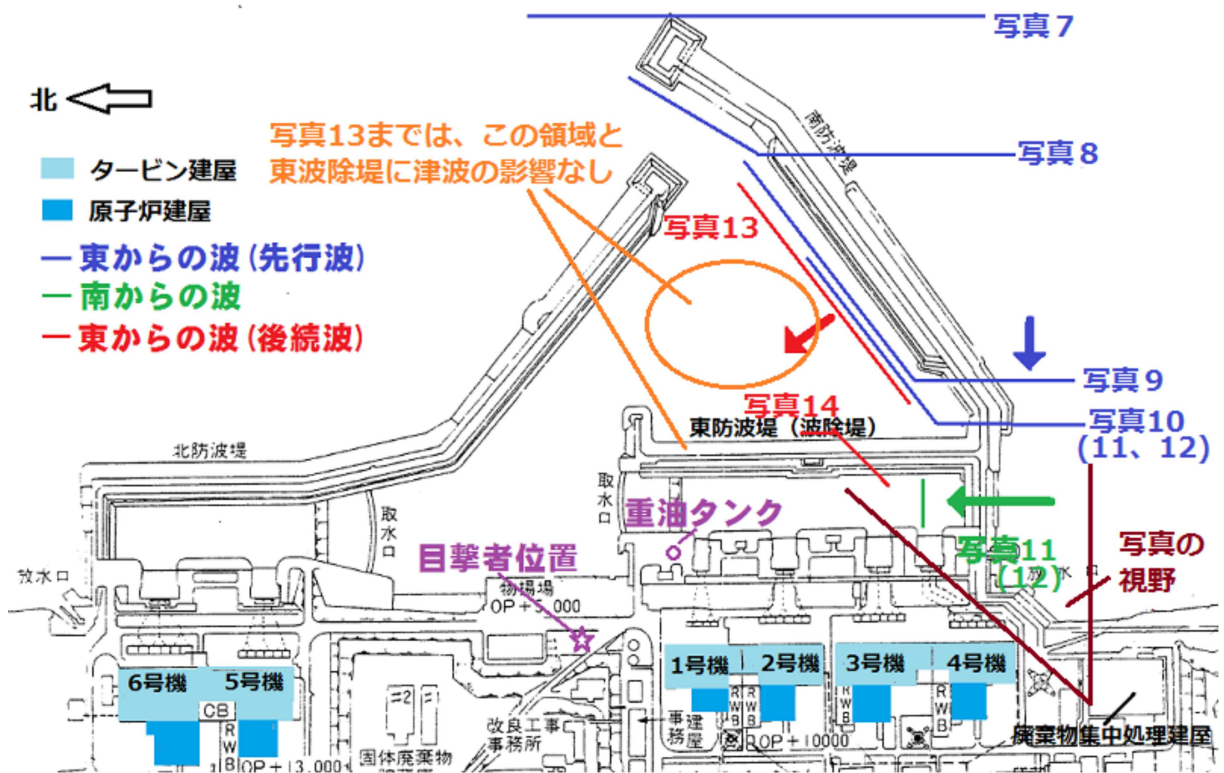 写真7
北
写真13までは、この領域と
東波除堤に津波の影響なし
タービン建屋
原子炉建屋
東からの波(先行波)
南からの波
東からの波(後続波)
南防波堤
写真8
写真13
写真9
写真14
写真10
(11、12)
東防波堤（波除堤）
北防波堤
取水口
取水口
重油タンク
目撃者位置
写真11
(12)
写真の
視野
放水口
放水口
物揚場
1号機
2号機
3号機
4号機
6号機
5号機
CB
RWB
RWB
RWB
RWB
RWB
改良工事
事務所
固体廃棄物
事務
建屋
OP+10000
OP+13.000
廃棄物集中処理建屋